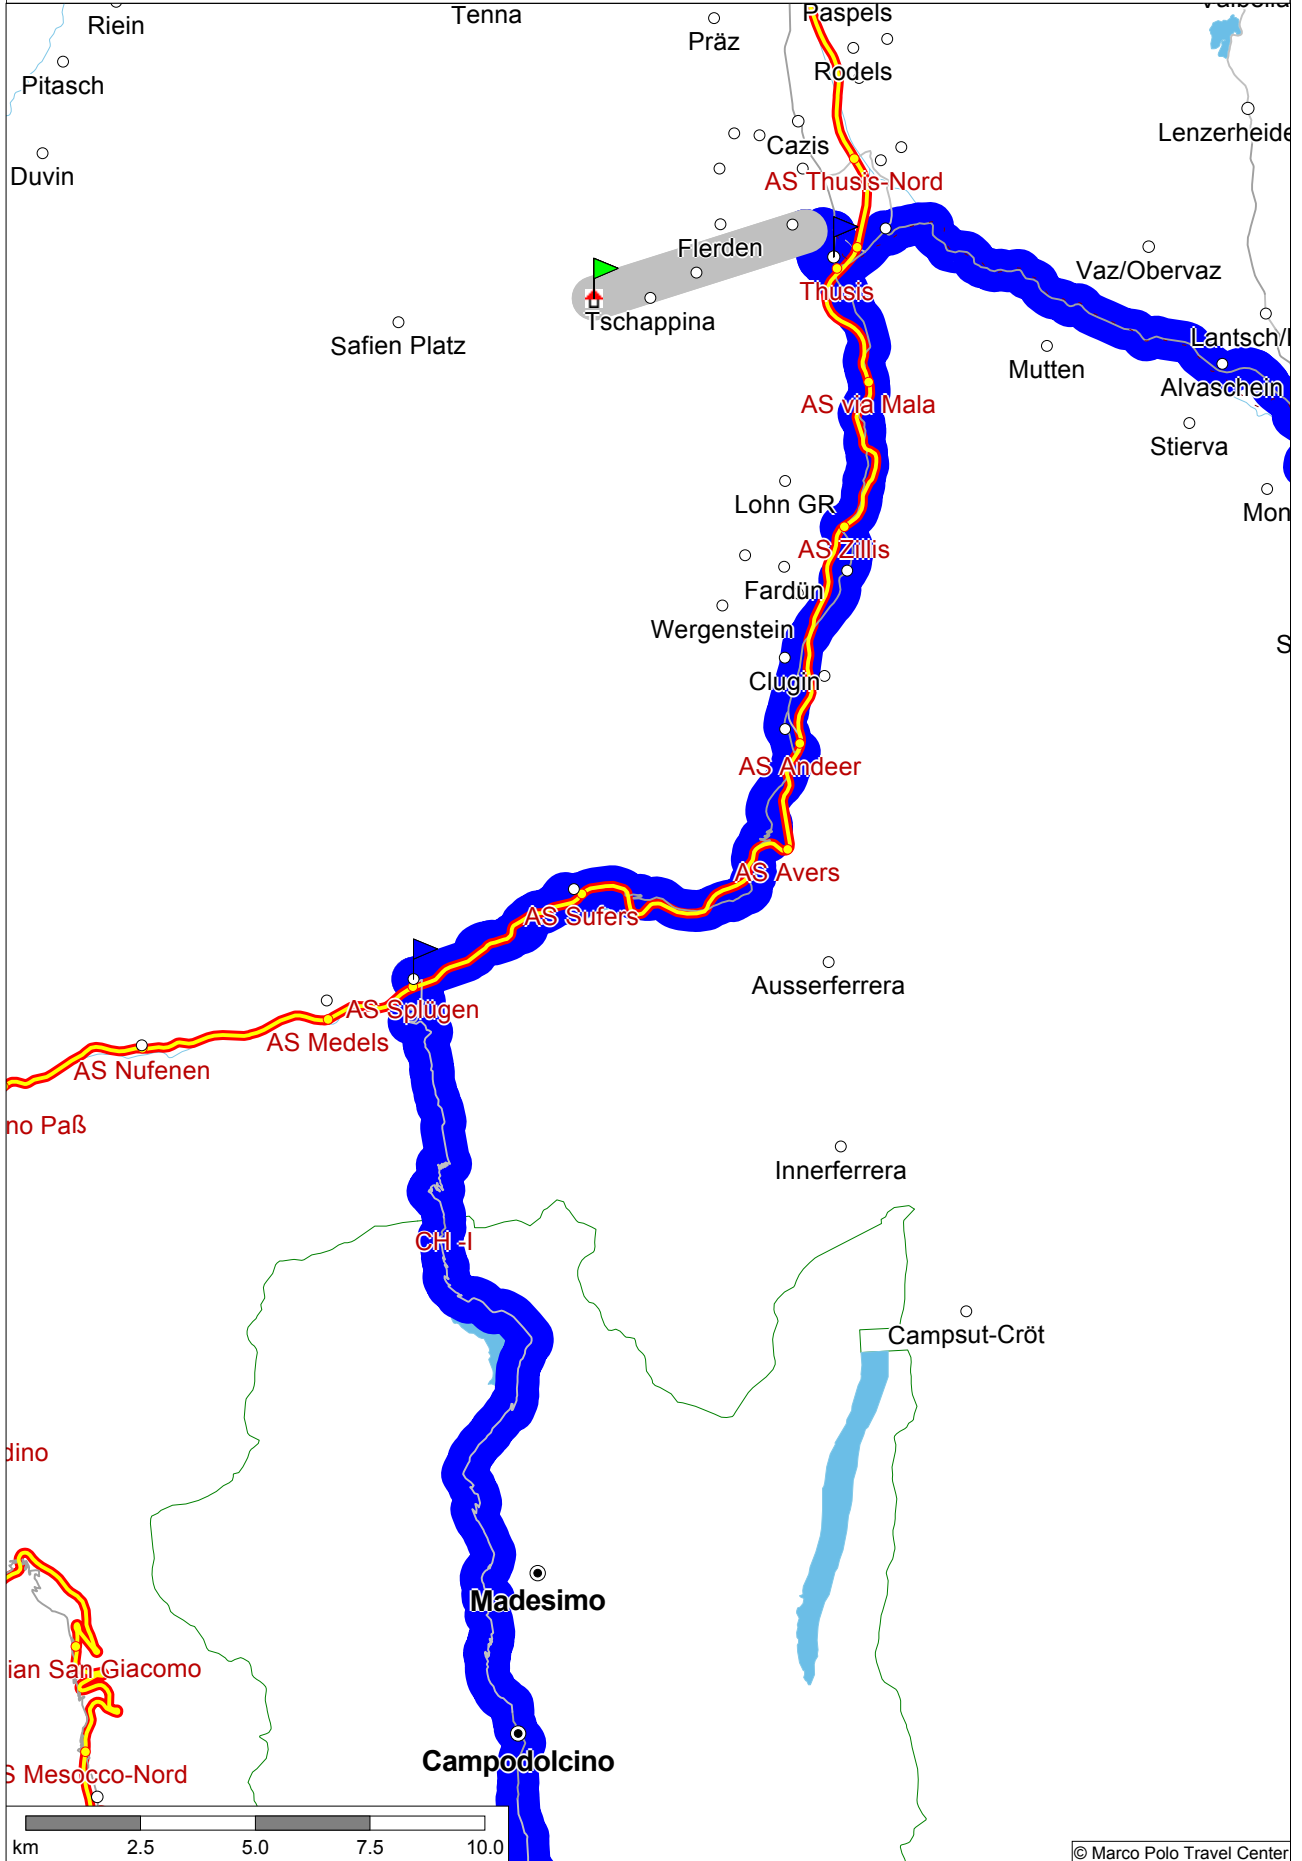 Tenna
Riein
Präz
Paspels
Pitasch
Rodels
Duvin
Cazis
Lenzerheide
AS Thusis-Nord
Flerden
Vaz/Obervaz
Thusis
Tschappina
Safien Platz
Lantsch/
Mutten
Alvaschein
AS via Mala
Stierva
Lohn GR
Mon
AS Zillis
Fardün
Wergenstein
S
Clugin
AS Andeer
AS Avers
AS Sufers
Ausserferrera
AS Splügen
AS Medels
AS Nufenen
no Paß
Innerferrera
CH -I
Campsut-Cröt
dino
Madesimo
ian San Giacomo
Campodolcino
S Mesocco-Nord
km 2.5 5.0 7.5 10.0
© Marco Polo Travel Center